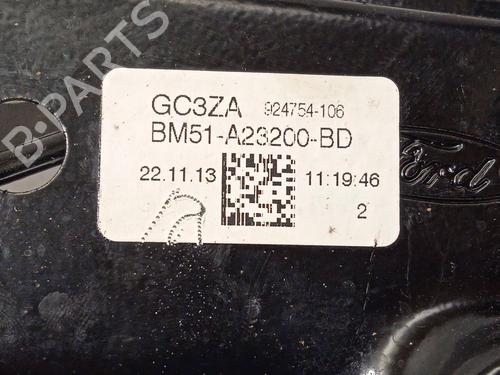 B-PARTS
GC3ZA 924754-106
BM51-A23200-BD
22.11.13 11:19:46
2
Ford